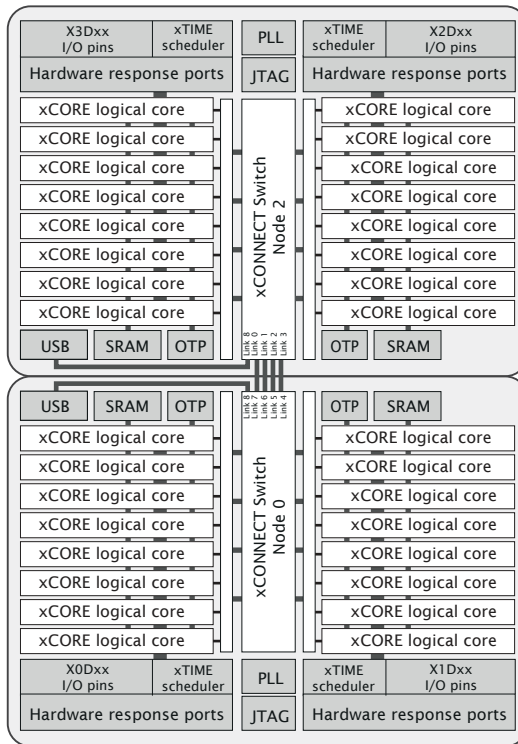 X3Dxx I/O pins
xTIME scheduler
PLL
xTIME scheduler
X2Dxx I/O pins
Hardware response ports
JTAG
Hardware response ports
xCORE logical core
xCORE logical core
xCORE logical core
xCORE logical core
xCORE logical core
xCORE logical core
xCORE logical core
xCORE logical core
xCONNECT Switch
Node 2
xCORE logical core
xCORE logical core
xCORE logical core
xCORE logical core
xCORE logical core
xCORE logical core
xCORE logical core
xCORE logical core
USB
SRAM
OTP
Link 8
Link 0
Link 1
Link 2
Link 3
OTP
SRAM
USB
SRAM
OTP
Link 8
Link 7
Link 6
Link 5
Link 4
OTP
SRAM
xCORE logical core
xCORE logical core
xCORE logical core
xCORE logical core
xCORE logical core
xCORE logical core
xCORE logical core
xCORE logical core
xCONNECT Switch
Node 0
xCORE logical core
xCORE logical core
xCORE logical core
xCORE logical core
xCORE logical core
xCORE logical core
xCORE logical core
xCORE logical core
X0Dxx I/O pins
xTIME scheduler
PLL
xTIME scheduler
X1Dxx I/O pins
Hardware response ports
JTAG
Hardware response ports